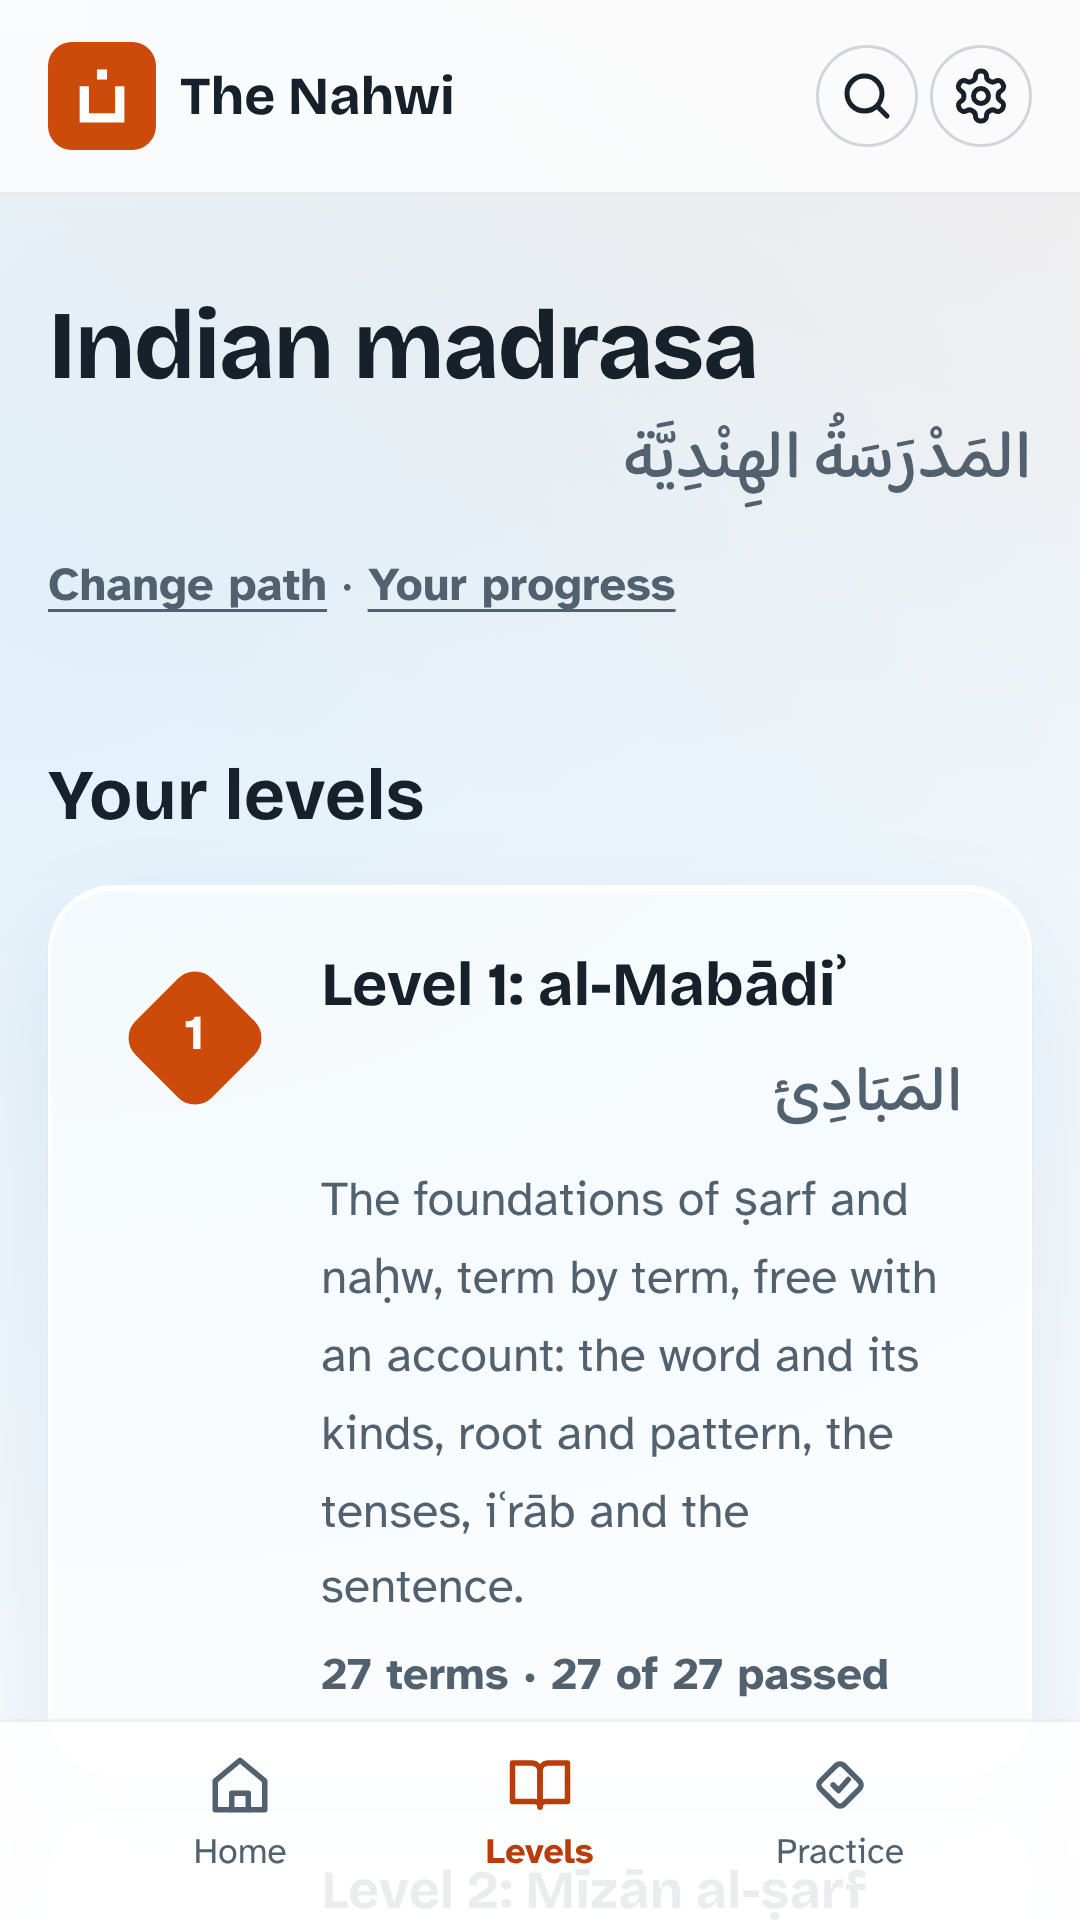 The Nahwi
Indian madrasa
المَدْرَسَةُ الهِنْدِيَّة
Change path · Your progress
Your levels
1
Level 1: al-Mabādiʾ
المَبَادِئ
The foundations of ṣarf and
naḥw, term by term, free with
an account: the word and its
kinds, root and pattern, the
tenses, iʿrāb and the
sentence.
27 terms · 27 of 27 passed
Home
Levels
Practice
Level 2: Mīzān al-ṣarf